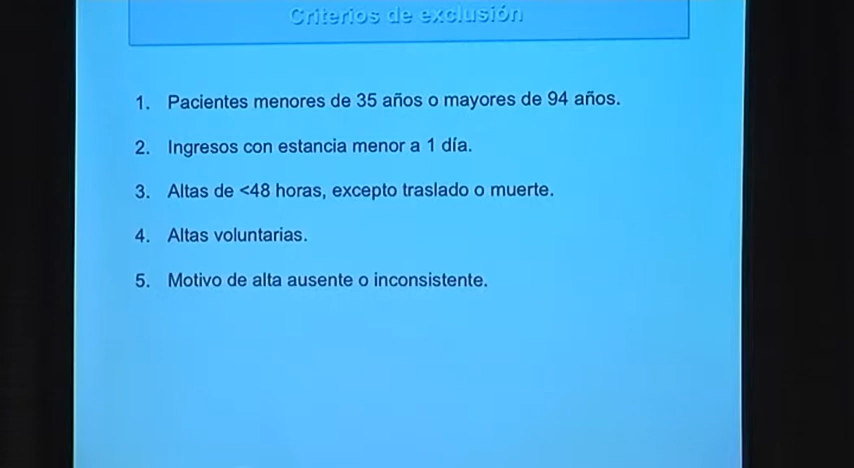 Criterios de exclusión
1. Pacientes menores de 35 años o mayores de 94 años.
2. Ingresos con estancia menor a 1 día.
3. Altas de <48 horas, excepto traslado o muerte.
4. Altas voluntarias.
5. Motivo de alta ausente o inconsistente.